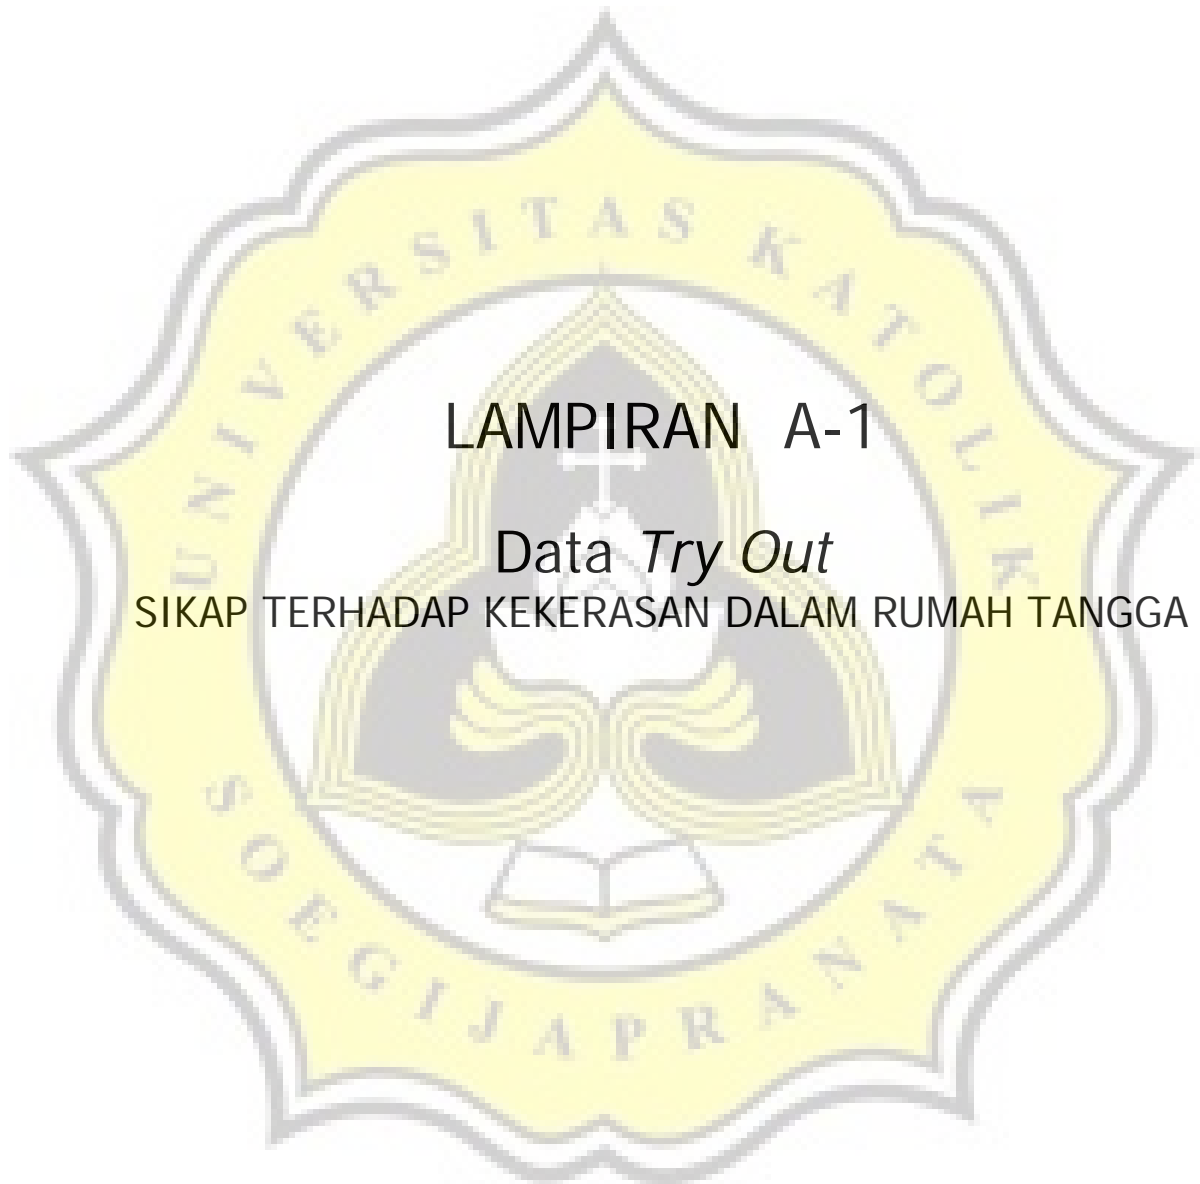 UNIVERSITAS KATOLIK
LAMPIRAN A-1
Data Try Out
SIKAP TERHADAP KEKERASAN DALAM RUMAH TANGGA
SOEGIJAPRANATA